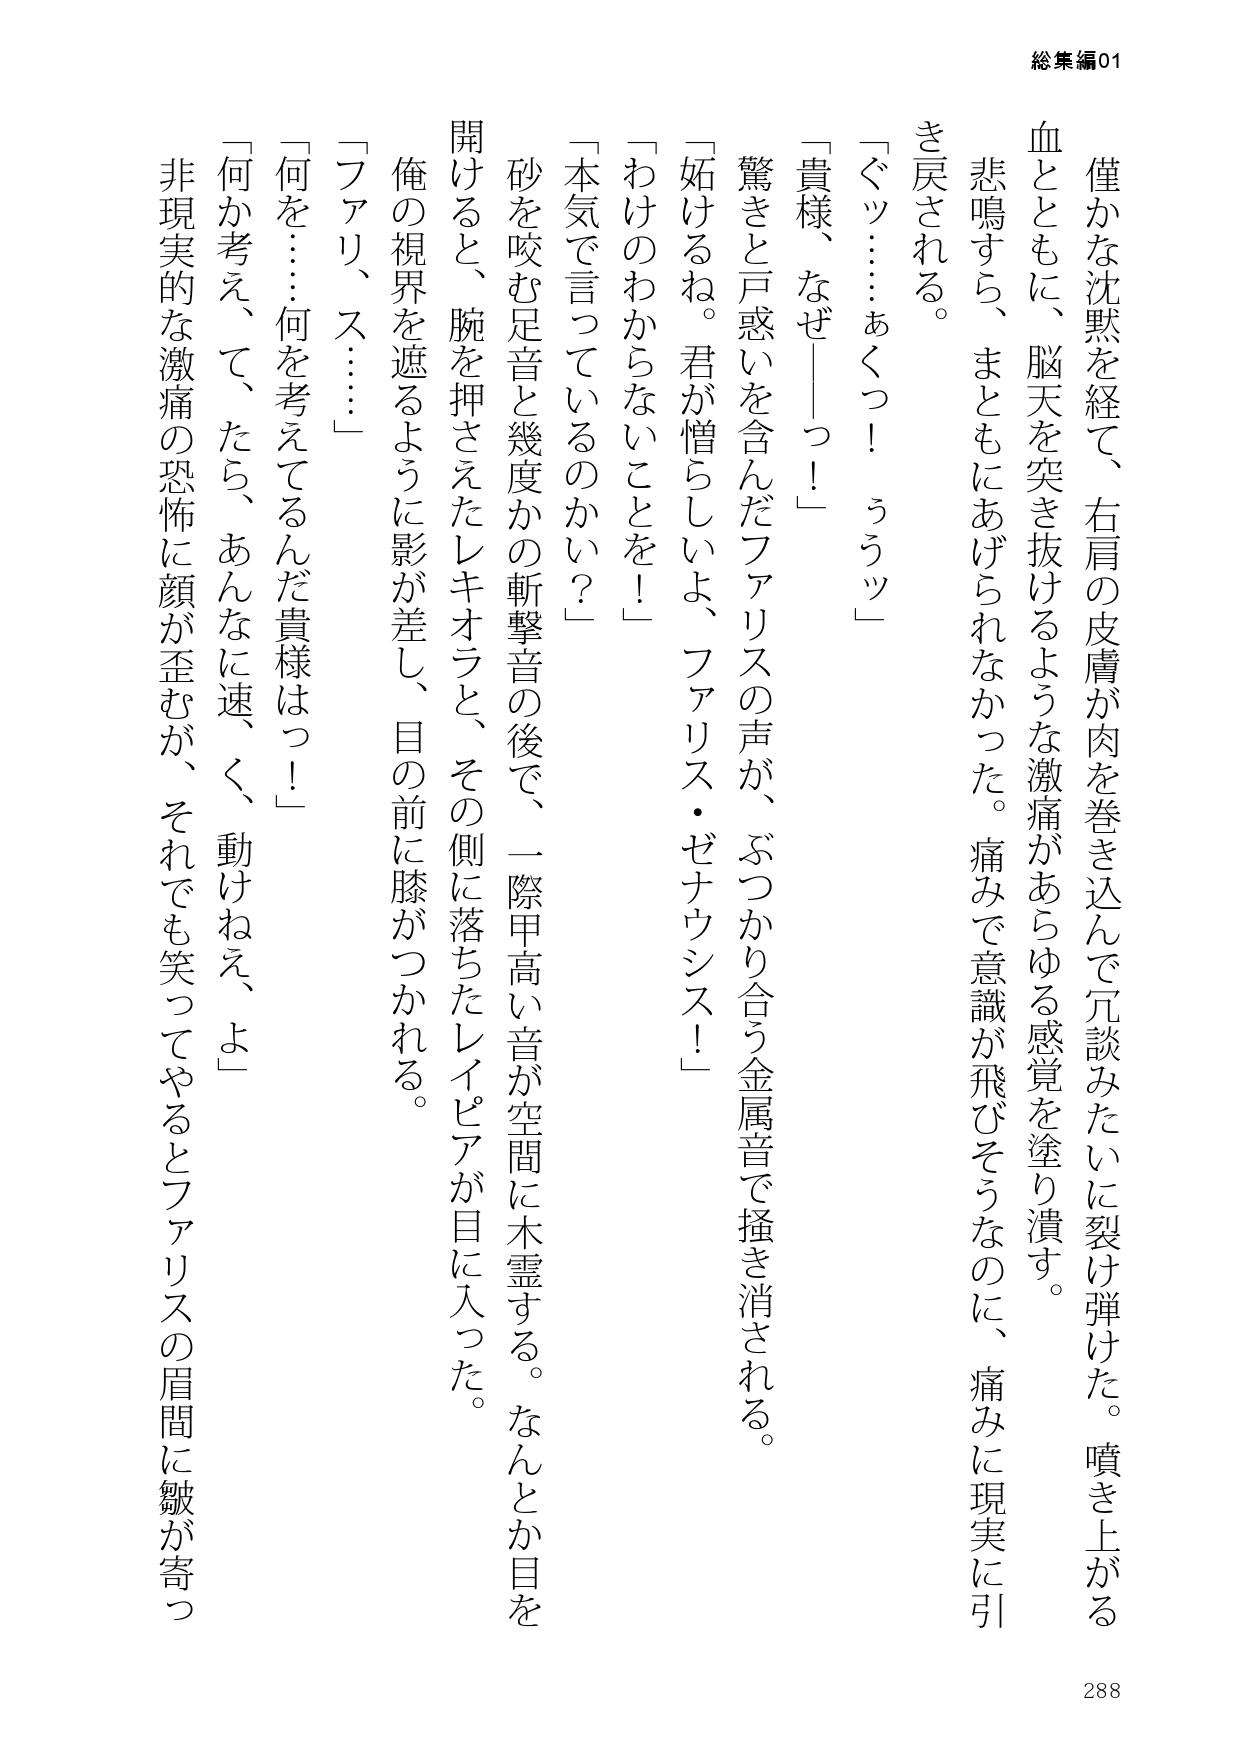 総集編01
　僅かな沈黙を経て、右肩の皮膚が肉を巻き込んで冗談みたいに裂け弾けた。噴き上がる
血とともに、脳天を突き抜けるような激痛があらゆる感覚を塗り潰す。
　悲鳴すら、まともにあげられなかった。痛みで意識が飛びそうなのに、痛みに現実に引
き戻される。
「ぐッ……あくっ！　ううッ」
「貴様、なぜ――っ！」
　驚きと戸惑いを含んだファリスの声が、ぶつかり合う金属音で掻き消される。
「妬けるね。君が憎らしいよ、ファリス・ゼナウシス！」
「わけのわからないことを！」
「本気で言っているのかい？」
　砂を咬む足音と幾度かの斬撃音の後で、一際甲高い音が空間に木霊する。なんとか目を
開けると、腕を押さえたレキオラと、その側に落ちたレイピアが目に入った。
　俺の視界を遮るように影が差し、目の前に膝がつかれる。
「ファリ、ス……」
「何を……何を考えてるんだ貴様はっ！」
「何か考え、て、たら、あんなに速、く、動けねえ、よ」
　非現実的な激痛の恐怖に顔が歪むが、それでも笑ってやるとファリスの眉間に皺が寄っ
288